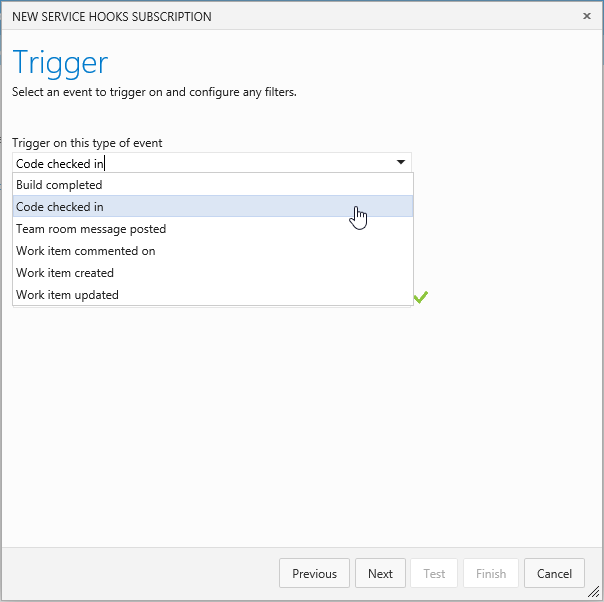 NEW SERVICE HOOKS SUBSCRIPTION
Trigger
Select an event to trigger on and configure any filters.
Trigger on this type of event
Code checked in
Build completed
Code checked in
Team room message posted
Work item commented on
Work item created
Work item updated
Previous Next Test Finish Cancel